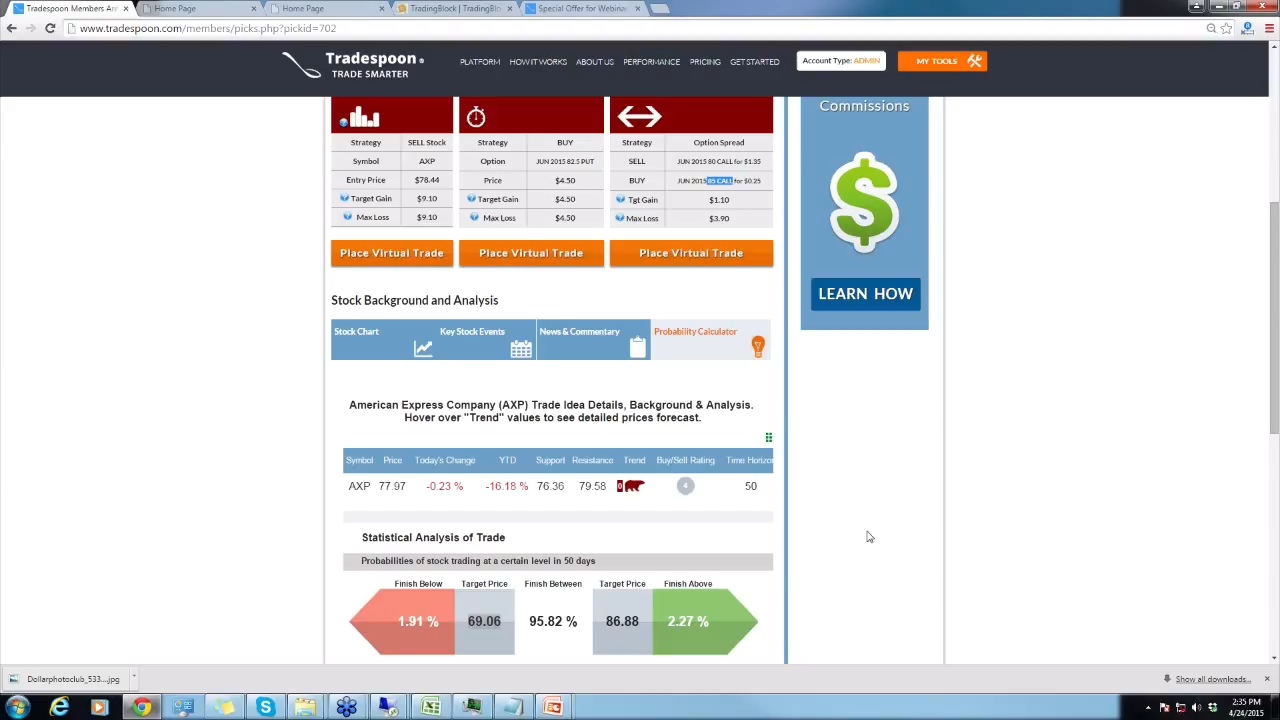 Tradespoon Members Are
Home Page
Home Page
TradingBlock | TradingBlo
Special Offer for Webinar
www.tradespoon.com/members/picks.php?pickid=702
Tradespoon®
TRADE SMARTER
PLATFORM
HOW IT WORKS
ABOUT US
PERFORMANCE
PRICING
GET STARTED
Account Type: ADMIN
MY TOOLS
Strategy SELL Stock
Symbol AXP
Entry Price $78.44
Target Gain $9.10
Max Loss $9.10
Place Virtual Trade
Strategy BUY
Option JUN 2015 82.5 PUT
Price $4.50
Target Gain $4.50
Max Loss $4.50
Place Virtual Trade
Strategy Option Spread
SELL JUN 2015 80 CALL for $1.35
BUY JUN 2015 85 CALL for $0.25
Tgt Gain $1.10
Max Loss $3.90
Place Virtual Trade
Commissions
$
LEARN HOW
Stock Background and Analysis
Stock Chart
Key Stock Events
News & Commentary
Probability Calculator
American Express Company (AXP) Trade Idea Details, Background & Analysis.
Hover over "Trend" values to see detailed prices forecast.
Symbol Price Today's Change YTD Support Resistance Trend Buy/Sell Rating Time Horizon
AXP 77.97 -0.23 % -16.18 % 76.36 79.58 0 4 50
Statistical Analysis of Trade
Probabilities of stock trading at a certain level in 50 days
Finish Below Target Price Finish Between Target Price Finish Above
1.91 % 69.06 95.82 % 86.88 2.27 %
Dollarphotoclub_533....jpg
Show all downloads...
2:35 PM
4/24/2015